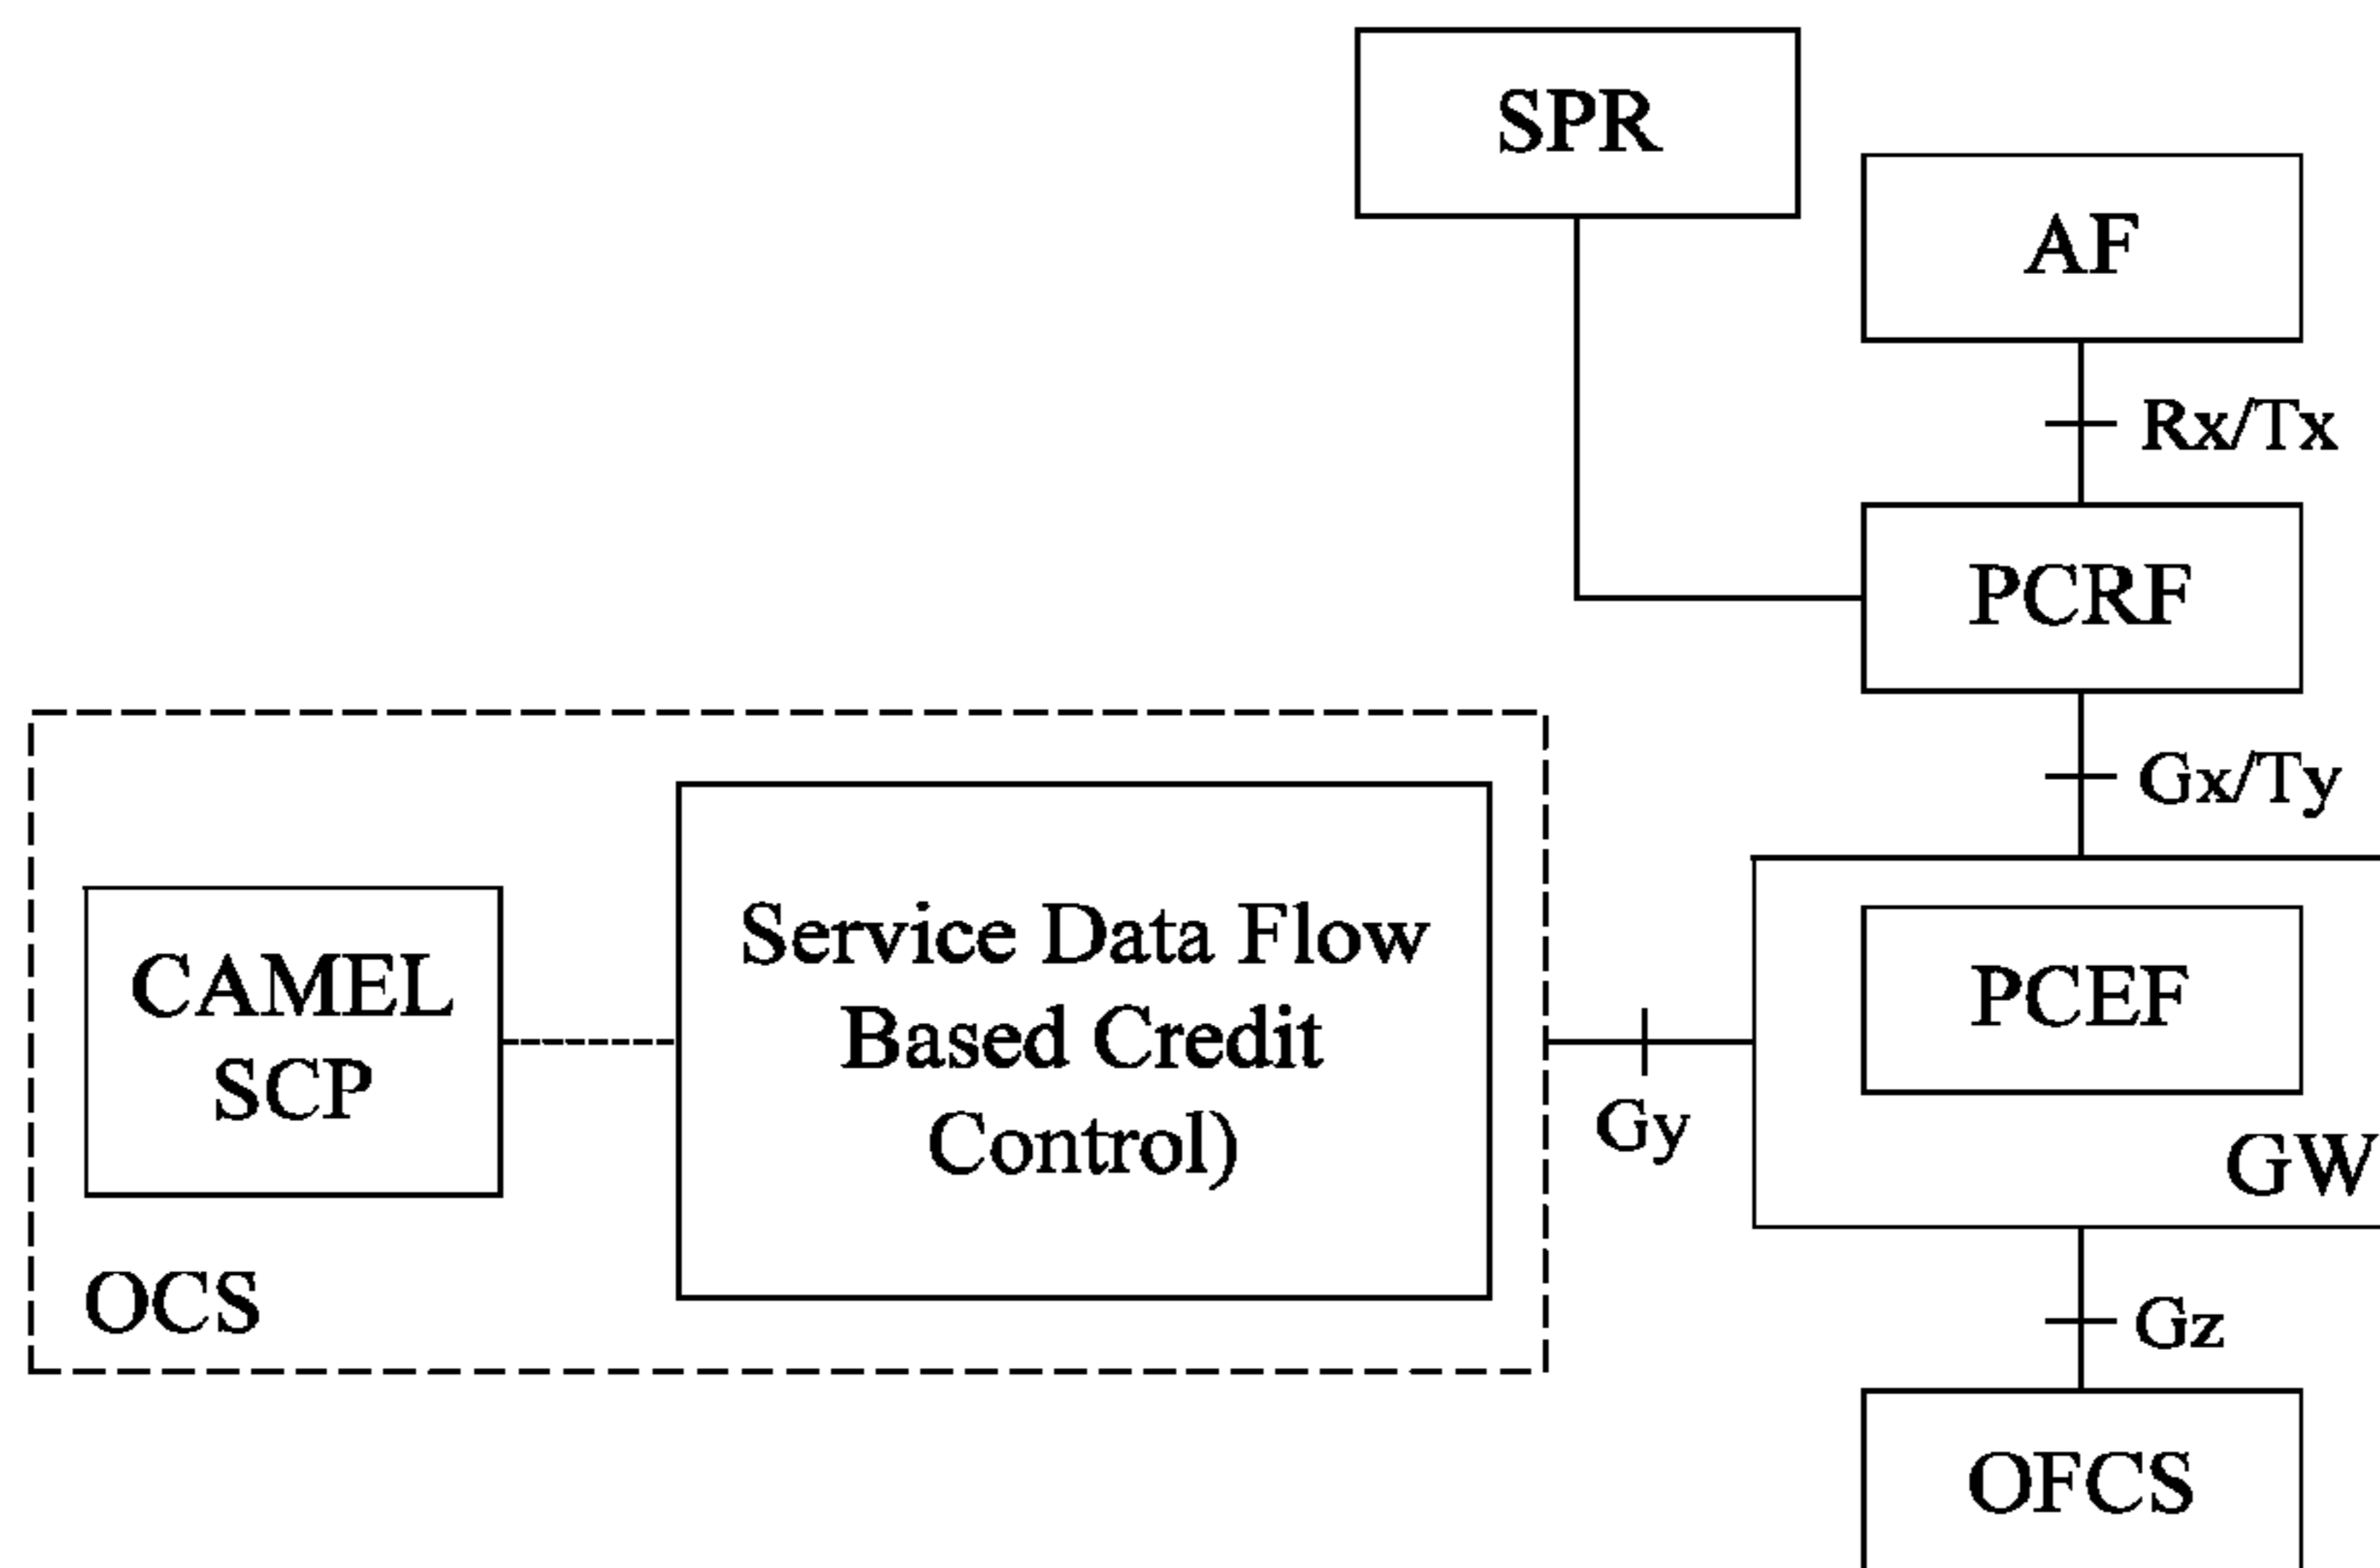 SPR
AF
Rx/Tx
PCRF
Gx/Ty
Service Data Flow
Based Credit
Control)
CAMEL
SCP
OCS
Gy
PCEF
GW
Gz
OFCS